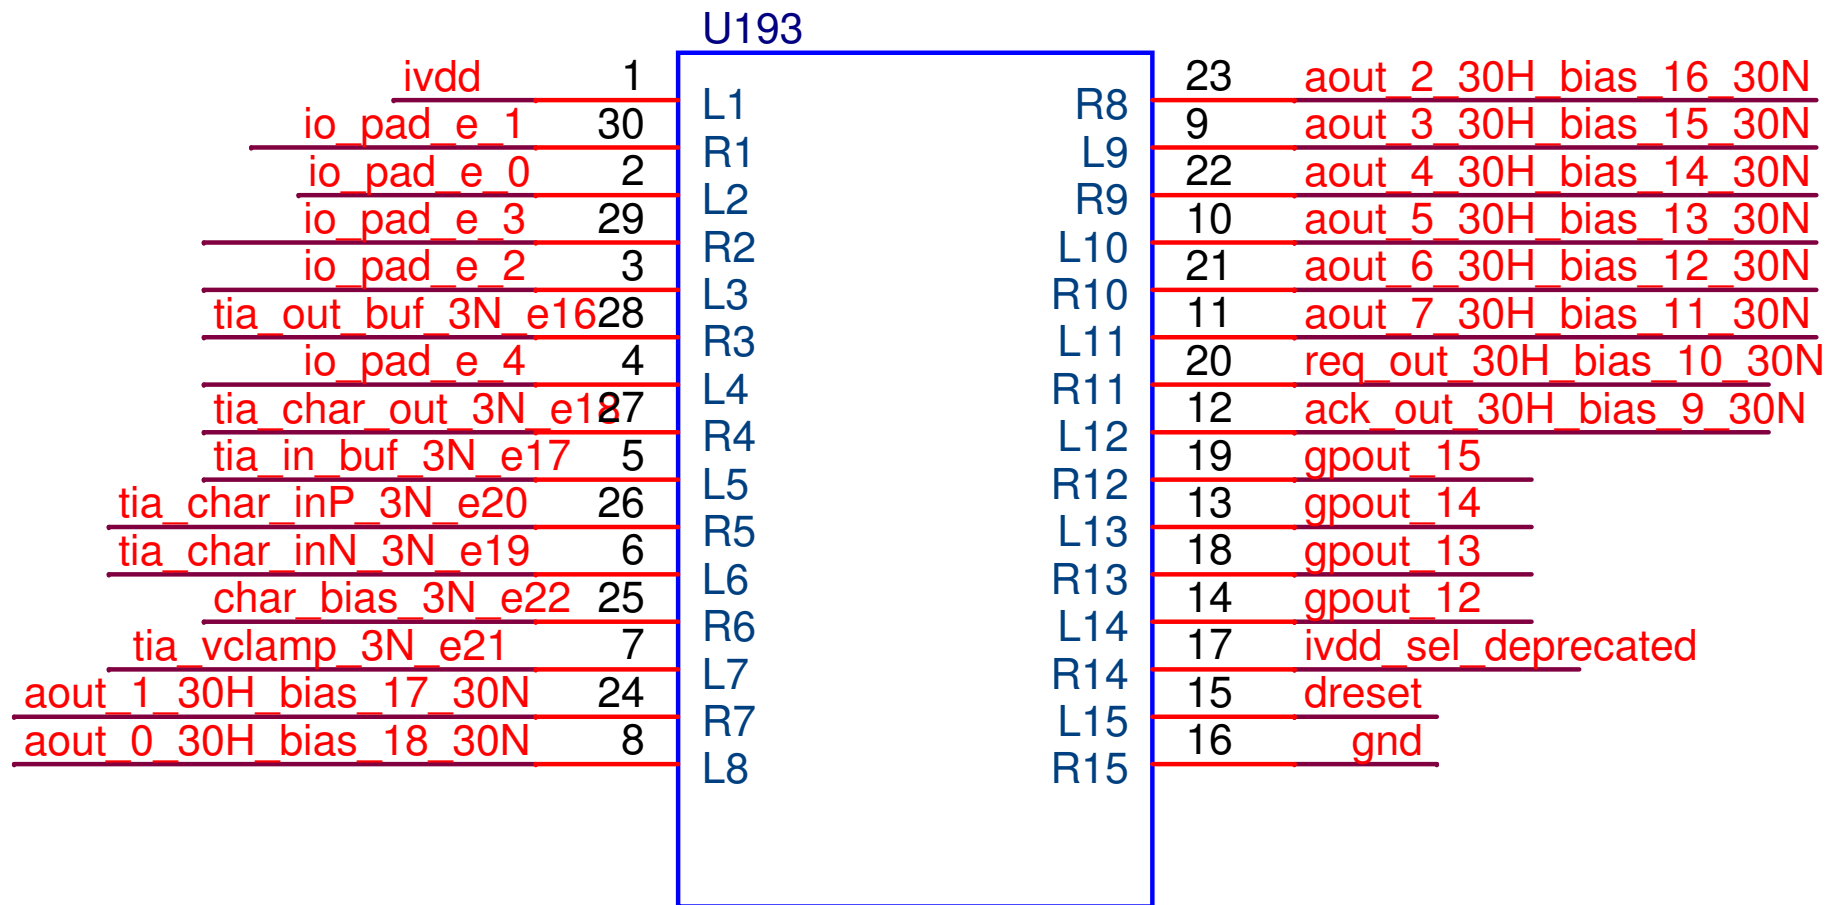 U193
ivdd 1 L1 R8 23 aout_2_30H_bias_16_30N
io_pad_e_1 30 R1 L9 9 aout_3_30H_bias_15_30N
io_pad_e_0 2 L2 R9 22 aout_4_30H_bias_14_30N
io_pad_e_3 29 R2 L10 10 aout_5_30H_bias_13_30N
io_pad_e_2 3 L3 R10 21 aout_6_30H_bias_12_30N
tia_out_buf_3N_e16 28 R3 L11 11 aout_7_30H_bias_11_30N
io_pad_e_4 4 L4 R11 20 req_out_30H_bias_10_30N
tia_char_out_3N_e18 27 R4 L12 12 ack_out_30H_bias_9_30N
tia_in_buf_3N_e17 5 L5 R12 19 gpout_15
tia_char_inP_3N_e20 26 R5 L13 13 gpout_14
tia_char_inN_3N_e19 6 L6 R13 18 gpout_13
char_bias_3N_e22 25 R6 L14 14 gpout_12
tia_vclamp_3N_e21 7 L7 R14 17 ivdd_sel_deprecated
aout_1_30H_bias_17_30N 24 R7 L15 15 dreset
aout_0_30H_bias_18_30N 8 L8 R15 16 gnd